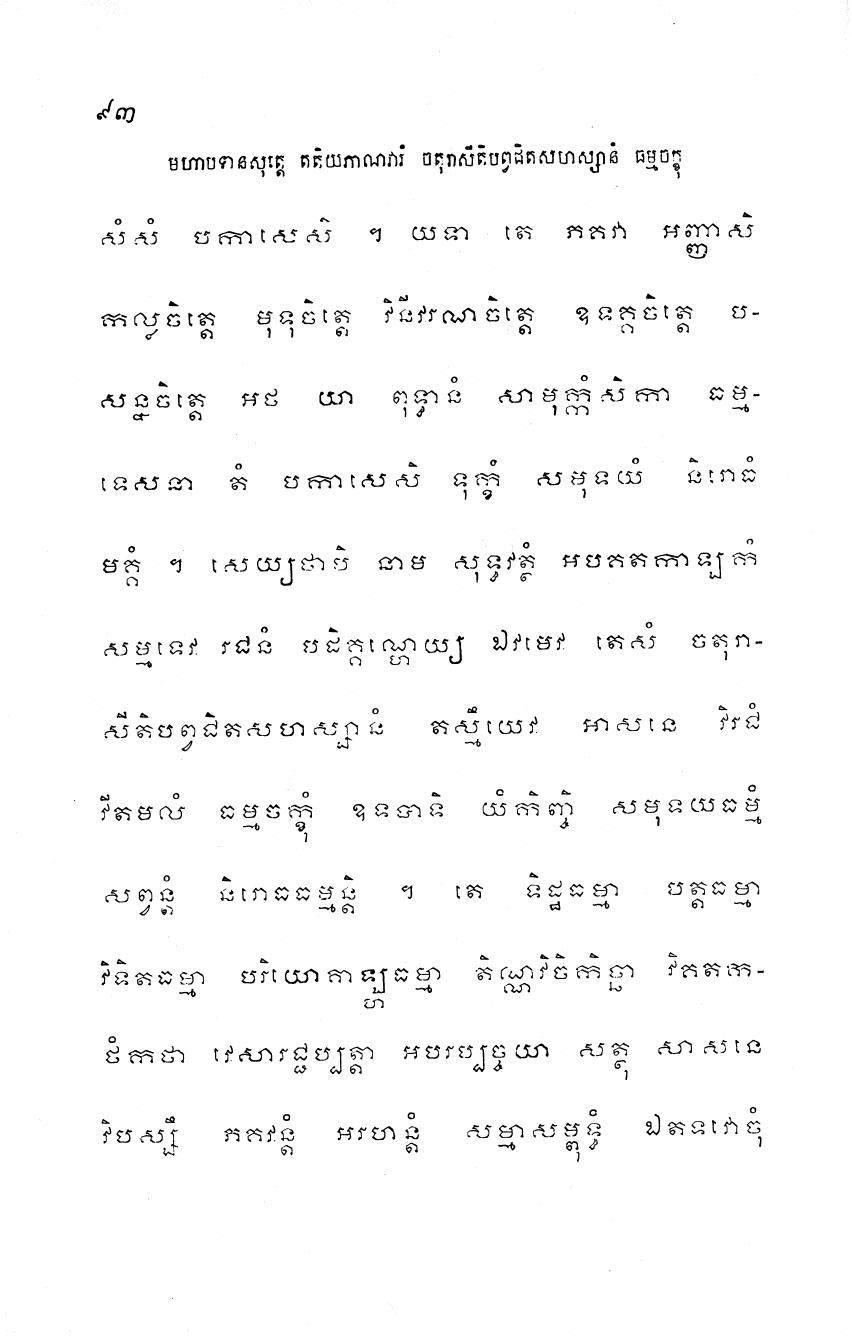 ៩៣
មហាបទានសុត្តេ តតិយភាណវារំ ចតុរាសីតិបព្វជិតសហស្សានំ ធម្មចក្ខុ
សំសំ បកាសេសិ ។ យទា តេ ភគវា អញ្ញាសិ
កល្លចិត្តេ មុទុចិត្តេ វិនីវរណចិត្តេ ឧទគ្គចិត្តេ ប-
សន្នចិត្តេ អថ យា ពុទ្ធានំ សាមុក្កំសិកា ធម្ម-
ទេសនា តំ បកាសេសិ ទុក្ខំ សមុទយំ និរោធំ
មគ្គំ ។ សេយ្យថាបិ នាម សុទ្ធវត្ថំ អបគតកាឡកំ
សម្មទេវ រជនំ បដិគ្គណ្ហេយ្យ ឯវមេវ តេសំ ចតុរា-
សីតិបព្វជិតសហស្សានំ តស្មឹយេវ អាសនេ វិរជំ
វីតមលំ ធម្មចក្ខុំ ឧទបាទិ យំកិញ្ចិ សមុទយធម្មំ
សព្វន្តំ និរោធធម្មន្តិ ។ តេ ទិដ្ឋធម្មា បត្តធម្មា
វិទិតធម្មា បរិយោគាឡ្ហធម្មា តិណ្ណវិចិកិច្ឆា វិគតក-
ថំកថា វេសារជ្ជប្បត្តា អបរប្បច្ចយា សត្ថុ សាសនេ
វិបស្សឹ ភគវន្តំ អរហន្តំ សម្មាសម្ពុទ្ធំ ឯតទវោចុំ